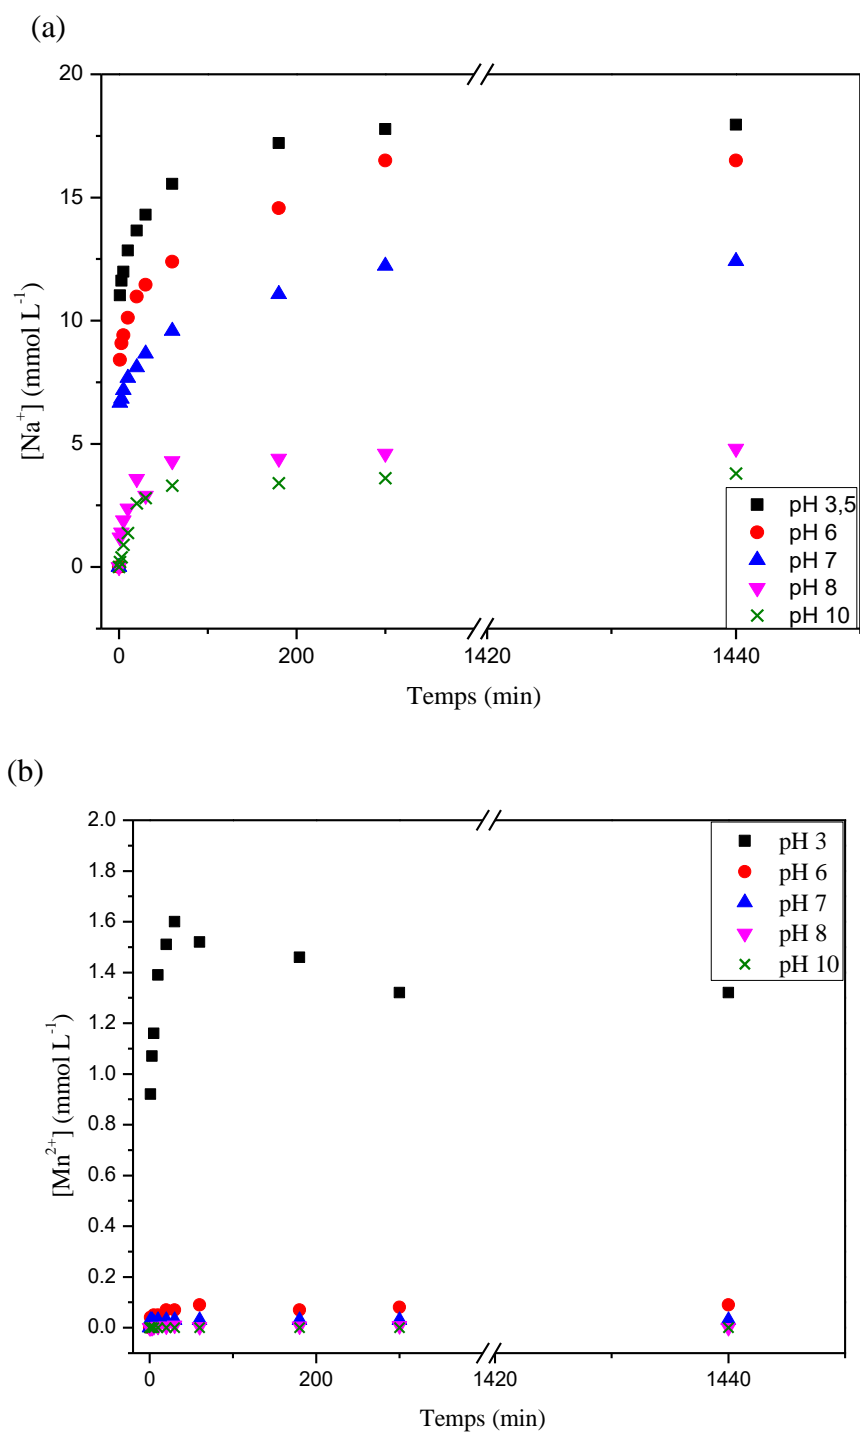 (a)
20
15
10
5
0
[Na⁺] (mmol L⁻¹)
pH 3,5
pH 6
pH 7
pH 8
pH 10
0 200 1420 1440
Temps (min)
(b)
2.0
1.8
1.6
1.4
1.2
1.0
0.8
0.6
0.4
0.2
0.0
[Mn²⁺] (mmol L⁻¹)
pH 3
pH 6
pH 7
pH 8
pH 10
0 200 1420 1440
Temps (min)